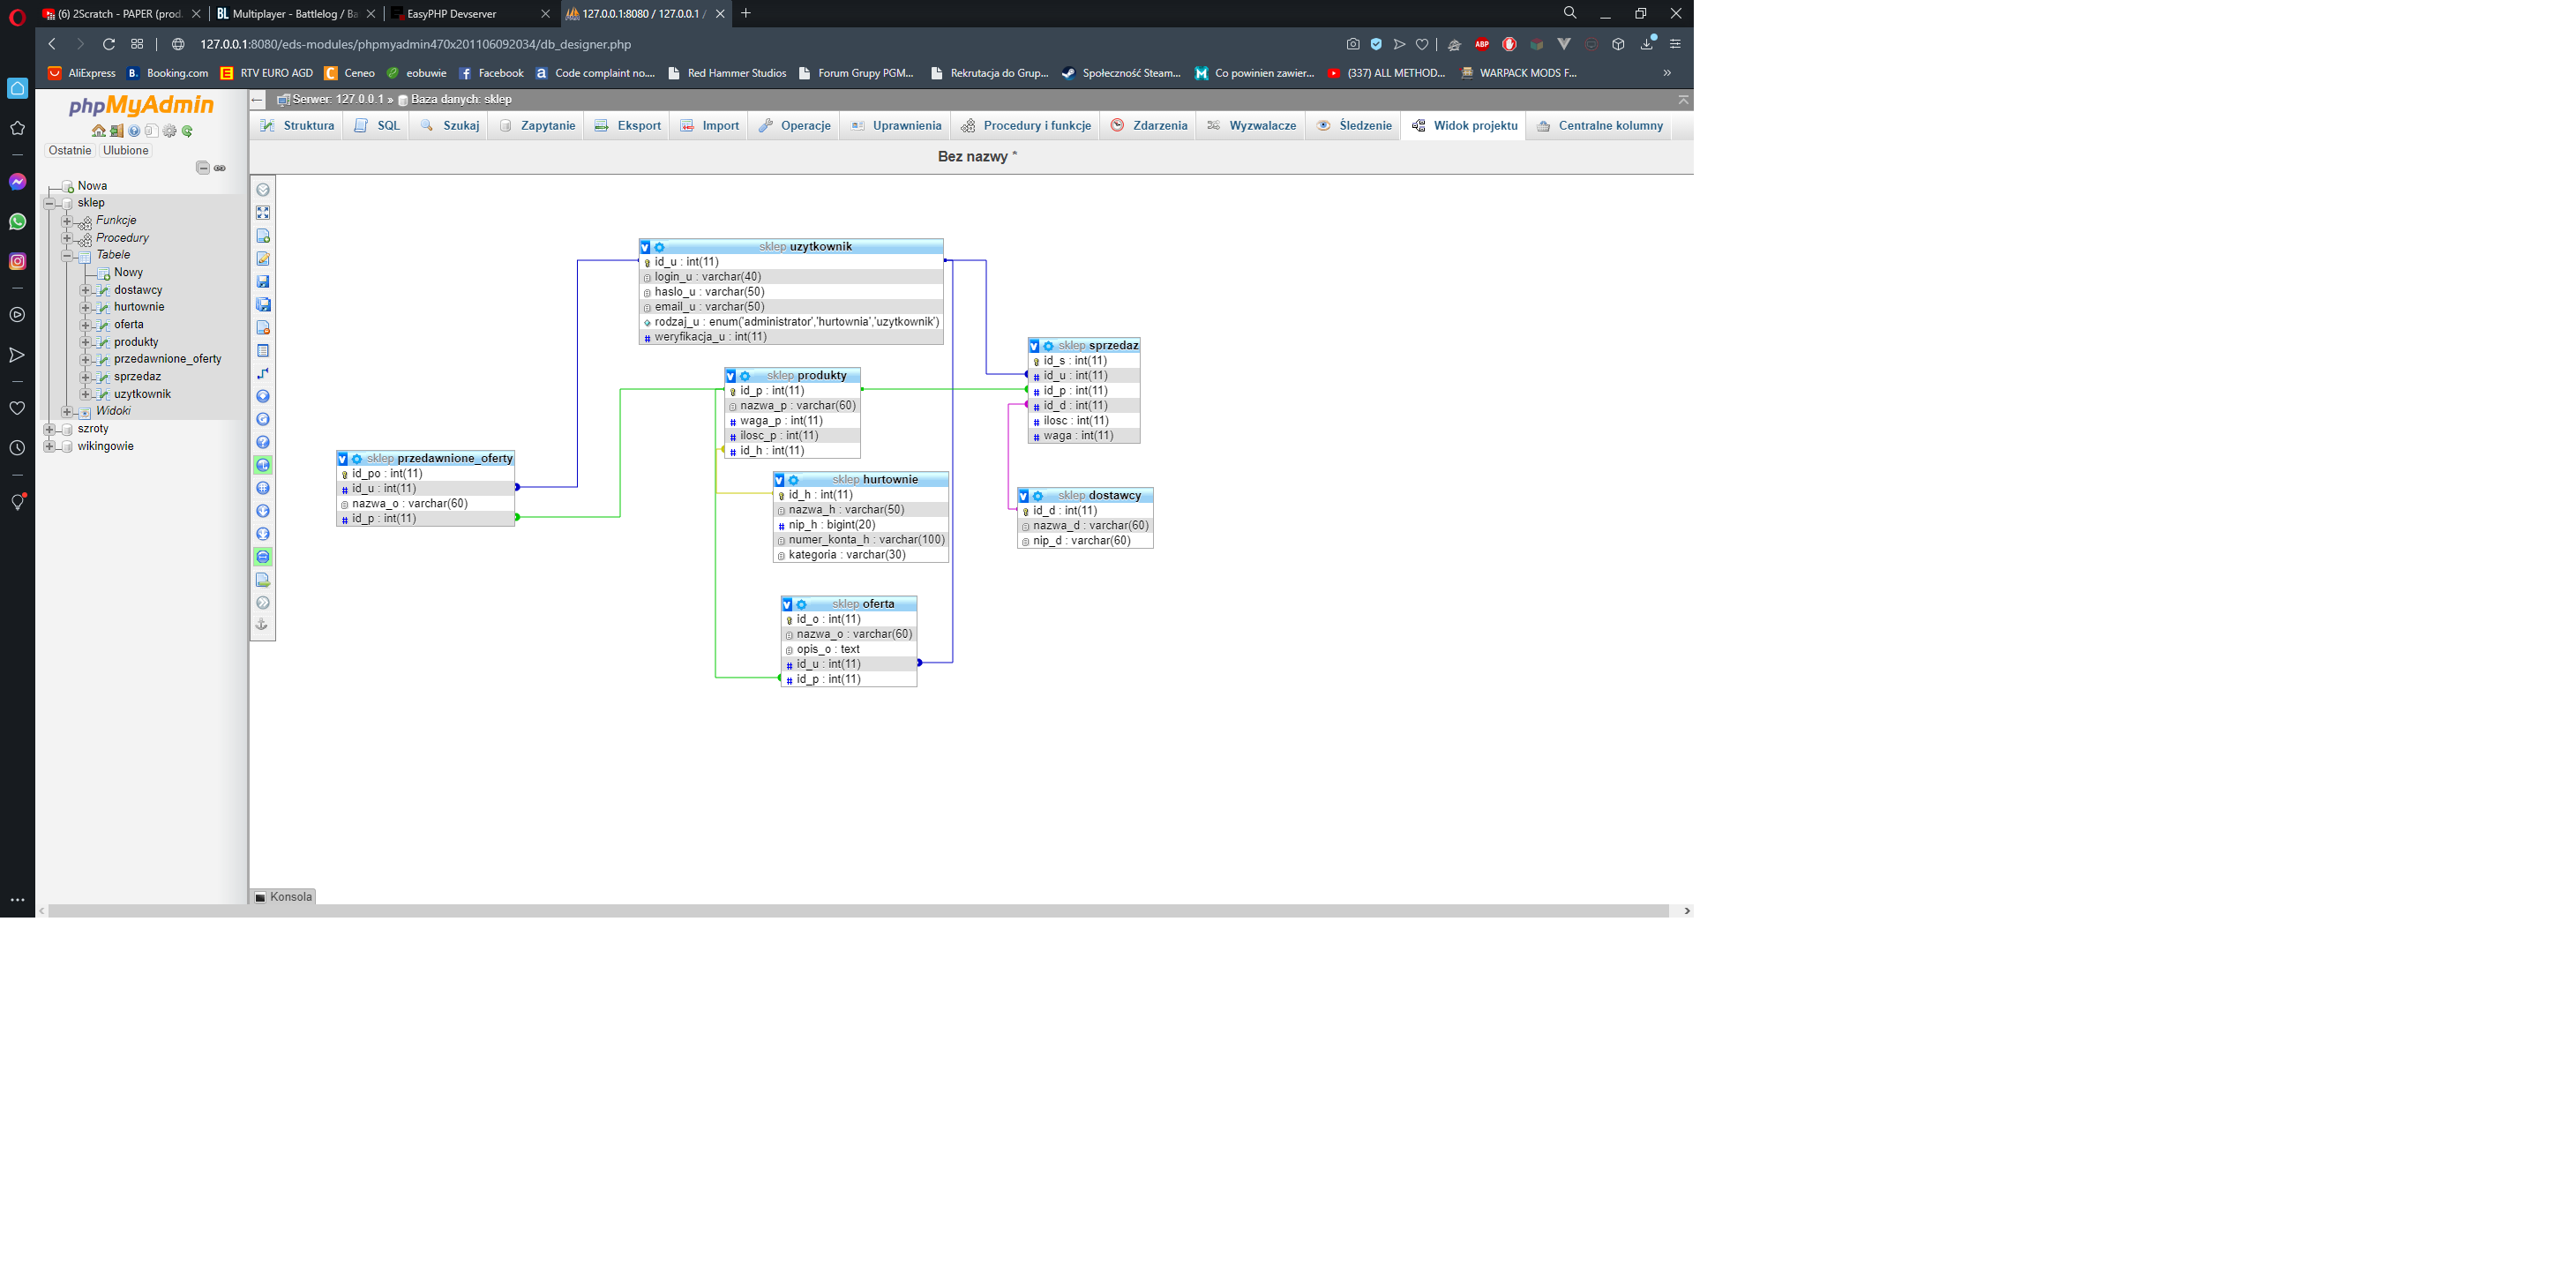 (6) 2Scratch - PAPER (prod.
Multiplayer - Battlelog / Ba
EasyPHP Devserver
127.0.0.1:8080 / 127.0.0.1 /
127.0.0.1:8080/eds-modules/phpmyadmin470x201106092034/db_designer.php
AliExpress
Booking.com
RTV EURO AGD
Ceneo
eobuwie
Facebook
Code complaint no....
Red Hammer Studios
Forum Grupy PGM...
Rekrutacja do Grup...
Społeczność Steam...
Co powinien zawier...
(337) ALL METHOD...
WARPACK MODS F...
phpMyAdmin
Ostatnie
Ulubione
Nowa
sklep
Funkcje
Procedury
Tabele
Nowy
dostawcy
hurtownie
oferta
produkty
przedawnione_oferty
sprzedaz
uzytkownik
Widoki
szroty
wikingowie
Serwer: 127.0.0.1 » Baza danych: sklep
Struktura
SQL
Szukaj
Zapytanie
Eksport
Import
Operacje
Uprawnienia
Procedury i funkcje
Zdarzenia
Wyzwalacze
Śledzenie
Widok projektu
Centralne kolumny
Bez nazwy *
sklep uzytkownik
id_u : int(11)
login_u : varchar(40)
haslo_u : varchar(50)
email_u : varchar(50)
rodzaj_u : enum('administrator','hurtownia','uzytkownik')
weryfikacja_u : int(11)
sklep sprzedaz
id_s : int(11)
id_u : int(11)
id_p : int(11)
id_d : int(11)
ilosc : int(11)
waga : int(11)
sklep produkty
id_p : int(11)
nazwa_p : varchar(60)
waga_p : int(11)
ilosc_p : int(11)
id_h : int(11)
sklep przedawnione_oferty
id_po : int(11)
id_u : int(11)
nazwa_o : varchar(60)
id_p : int(11)
sklep hurtownie
id_h : int(11)
nazwa_h : varchar(50)
nip_h : bigint(20)
numer_konta_h : varchar(100)
kategoria : varchar(30)
sklep dostawcy
id_d : int(11)
nazwa_d : varchar(60)
nip_d : varchar(60)
sklep oferta
id_o : int(11)
nazwa_o : varchar(60)
opis_o : text
id_u : int(11)
id_p : int(11)
Konsola